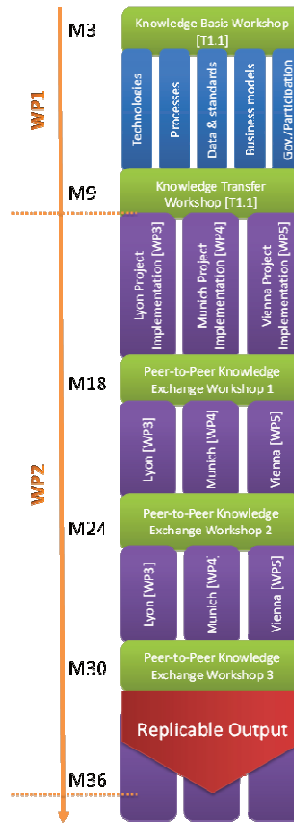 M3
Knowledge Basis Workshop
[T1.1]
WP1
Technologies
Processes
Data & standards
Business models
Gov./Participation
M9
Knowledge Transfer
Workshop [T1.1]
Lyon Project
Implementation [WP3]
Munich Project
Implementation [WP4]
Vienna Project
Implementation [WP5]
M18
Peer-to-Peer Knowledge
Exchange Workshop 1
Lyon [WP3]
Munich [WP4]
Vienna [WP5]
WP2
M24
Peer-to-Peer Knowledge
Exchange Workshop 2
Lyon [WP3]
Munich [WP4]
Vienna [WP5]
M30
Peer-to-Peer Knowledge
Exchange Workshop 3
Replicable Output
M36